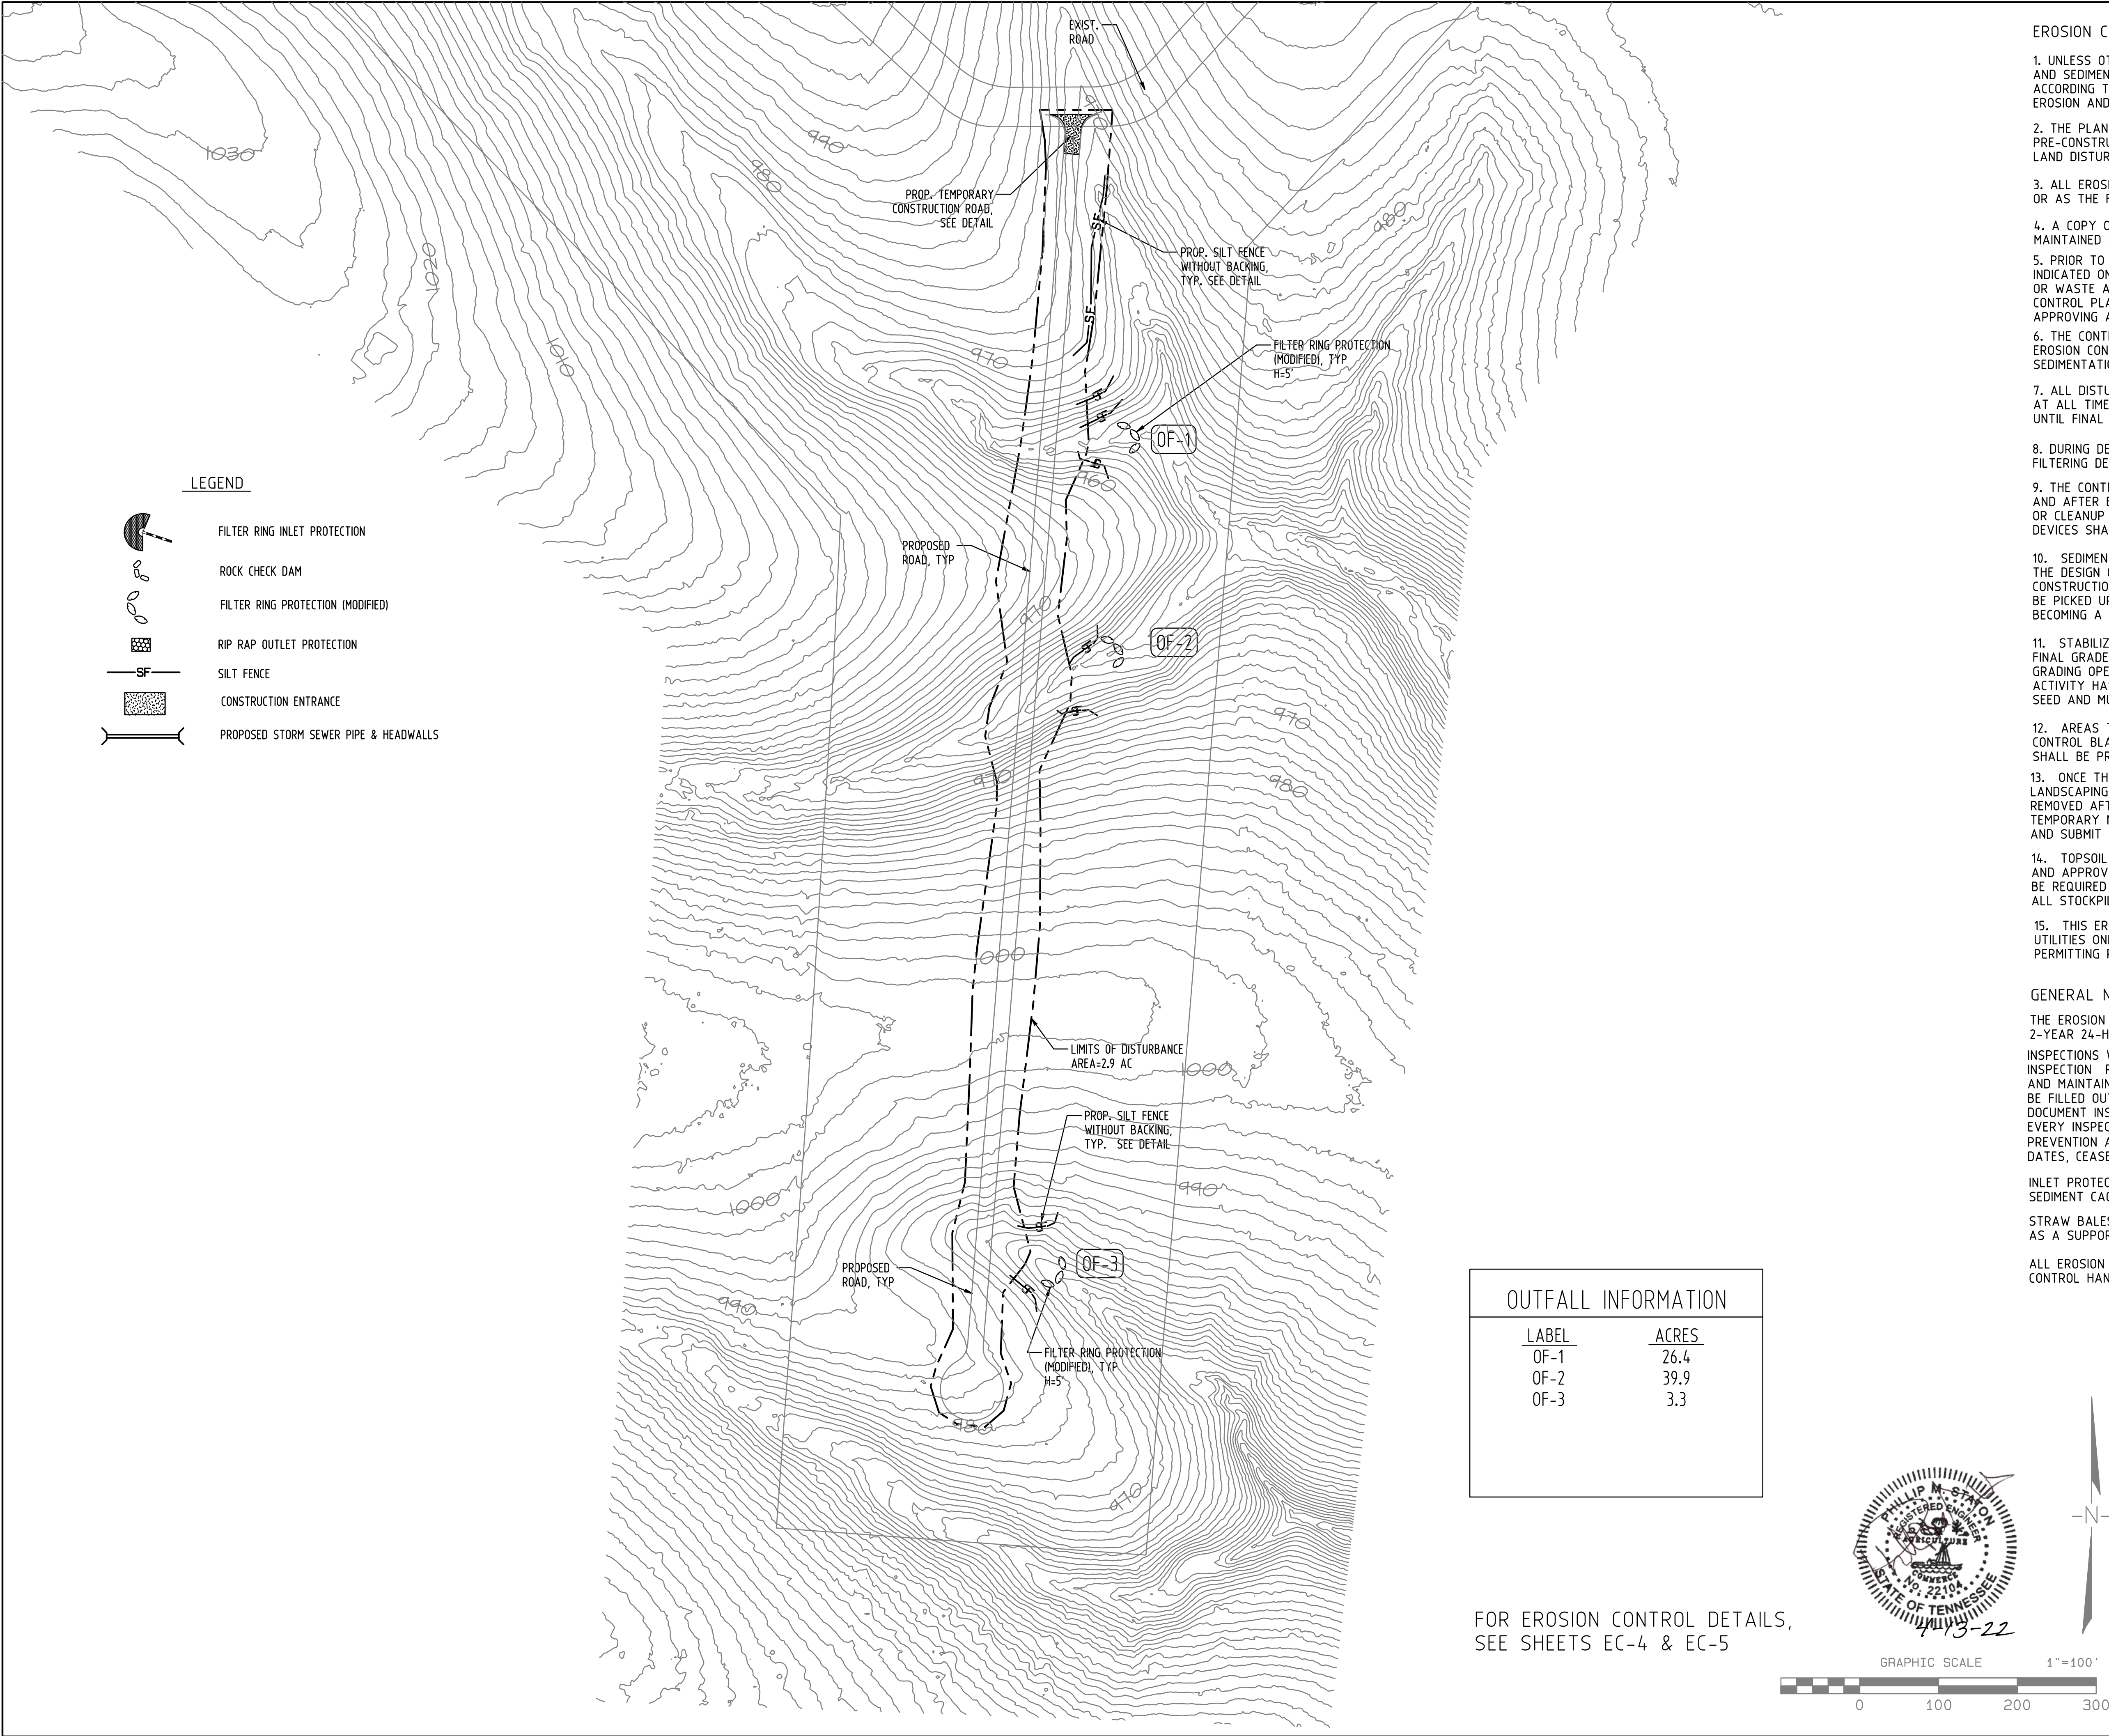 EXIST.
ROAD
990
980
1030
PROP. TEMPORARY
CONSTRUCTION ROAD,
SEE DETAIL
SF
980
1020
PROP. SILT FENCE
WITHOUT BACKING,
TYP. SEE DETAIL
SF
970
1010
FILTER RING PROTECTION
(MODIFIED), TYP
H=5'
SF
SF
OF-1
SF
960
PROPOSED
ROAD, TYP
970
OF-2
SF
SF
970
970
980
1000
LIMITS OF DISTURBANCE
AREA=2.9 AC
1000
PROP. SILT FENCE
WITHOUT BACKING,
TYP. SEE DETAIL
990
1000
SF
OF-3
PROPOSED
ROAD, TYP
SF
990
FILTER RING PROTECTION
(MODIFIED), TYP
H=5'
980
970
LEGEND
FILTER RING INLET PROTECTION
ROCK CHECK DAM
FILTER RING PROTECTION (MODIFIED)
RIP RAP OUTLET PROTECTION
SF SILT FENCE
CONSTRUCTION ENTRANCE
PROPOSED STORM SEWER PIPE & HEADWALLS
EROSION C
1. UNLESS OT
AND SEDIMEN
ACCORDING T
EROSION AND
2. THE PLAN
PRE-CONSTRU
LAND DISTUR
3. ALL EROSI
OR AS THE F
4. A COPY O
MAINTAINED
5. PRIOR TO
INDICATED ON
OR WASTE A
CONTROL PLA
APPROVING A
6. THE CONTR
EROSION CON
SEDIMENTATIO
7. ALL DISTU
AT ALL TIME
UNTIL FINAL
8. DURING DE
FILTERING DE
9. THE CONTR
AND AFTER E
OR CLEANUP
DEVICES SHA
10. SEDIMEN
THE DESIGN
CONSTRUCTIO
BE PICKED UP
BECOMING A
11. STABILIZ
FINAL GRADE
GRADING OPE
ACTIVITY HA
SEED AND MU
12. AREAS T
CONTROL BLA
SHALL BE PR
13. ONCE TH
LANDSCAPING
REMOVED AFT
TEMPORARY
AND SUBMIT
14. TOPSOIL
AND APPROV
BE REQUIRED
ALL STOCKPIL
15. THIS ER
UTILITIES ON
PERMITTING
GENERAL N
THE EROSION
2-YEAR 24-H
INSPECTIONS
INSPECTION
AND MAINTAIN
BE FILLED OUT
DOCUMENT INS
EVERY INSPEC
PREVENTION A
DATES, CEASE
INLET PROTEC
SEDIMENT CAC
STRAW BALES
AS A SUPPOR
ALL EROSION
CONTROL HAN
OUTFALL INFORMATION
LABEL ACRES
OF-1 26.4
OF-2 39.9
OF-3 3.3
FOR EROSION CONTROL DETAILS,
SEE SHEETS EC-4 & EC-5
PHILLIP M. STATON
REGISTERED ENGINEER
AGRICULTURE
COMMERCE
NO. 22104
STATE OF TENNESSEE
4-13-22
-N-
GRAPHIC SCALE 1"=100'
0 100 200 300